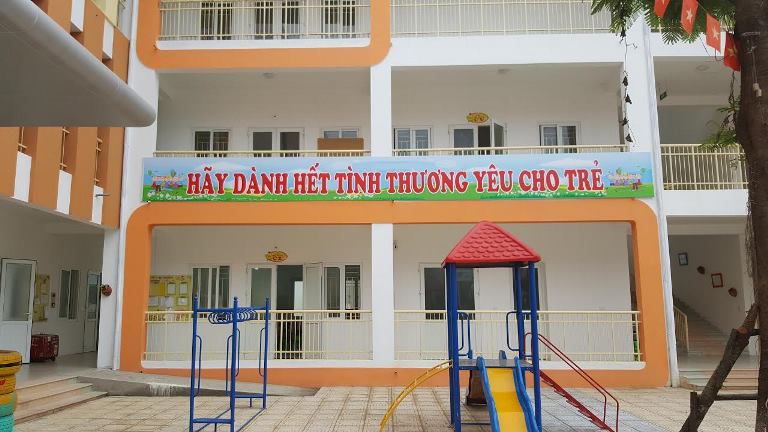 HÃY DÀNH HẾT TÌNH THƯƠNG YÊU CHO TRẺ